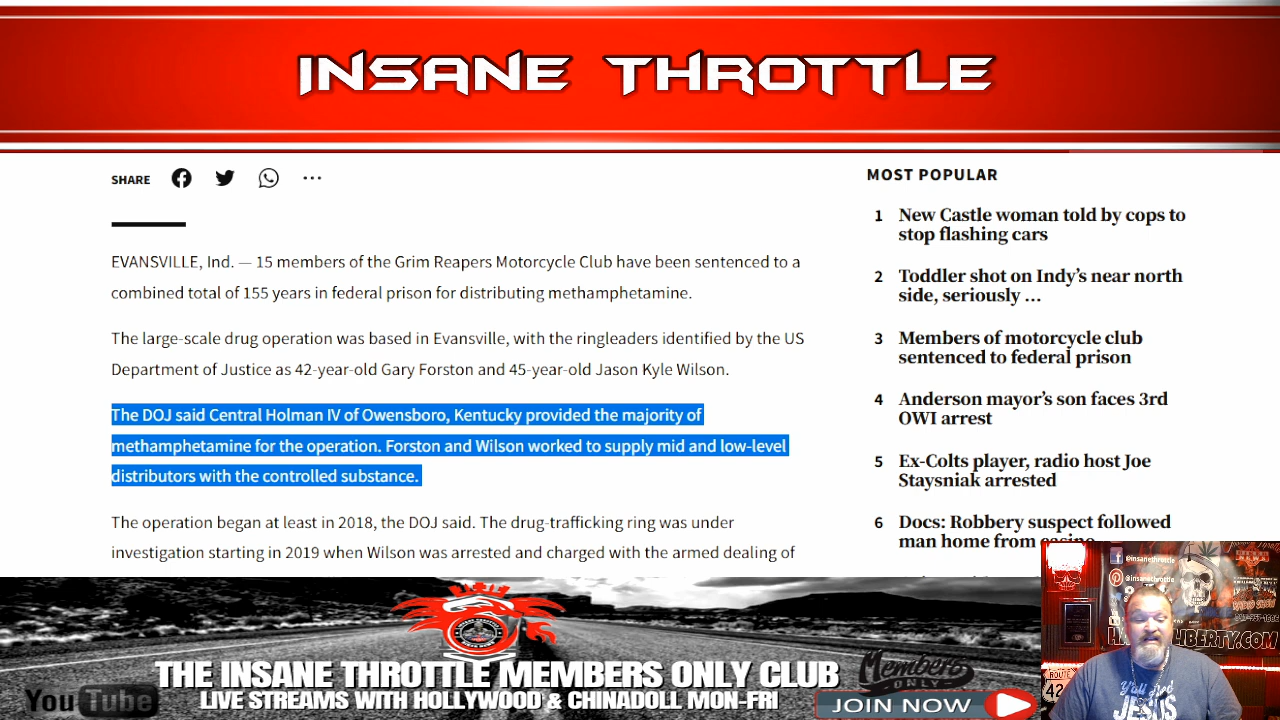 INSANE THROTTLE
SHARE
EVANSVILLE, Ind. — 15 members of the Grim Reapers Motorcycle Club have been sentenced to a
combined total of 155 years in federal prison for distributing methamphetamine.
The large-scale drug operation was based in Evansville, with the ringleaders identified by the US
Department of Justice as 42-year-old Gary Forston and 45-year-old Jason Kyle Wilson.
The DOJ said Central Holman IV of Owensboro, Kentucky provided the majority of
methamphetamine for the operation. Forston and Wilson worked to supply mid and low-level
distributors with the controlled substance.
The operation began at least in 2018, the DOJ said. The drug-trafficking ring was under
investigation starting in 2019 when Wilson was arrested and charged with the armed dealing of
MOST POPULAR
1 New Castle woman told by cops to
stop flashing cars
2 Toddler shot on Indy's near north
side, seriously ...
3 Members of motorcycle club
sentenced to federal prison
4 Anderson mayor's son faces 3rd
OWI arrest
5 Ex-Colts player, radio host Joe
Staysniak arrested
6 Docs: Robbery suspect followed
man home from casino
THE INSANE THROTTLE MEMBERS ONLY CLUB
LIVE STREAMS WITH HOLLYWOOD & CHINADOLL MON-FRI
YouTube
Members
ONLY
JOIN NOW
@insanethrottle
@insanethrottle
LIBERTY.COM
ROUTE
Y'all Need
JESUS